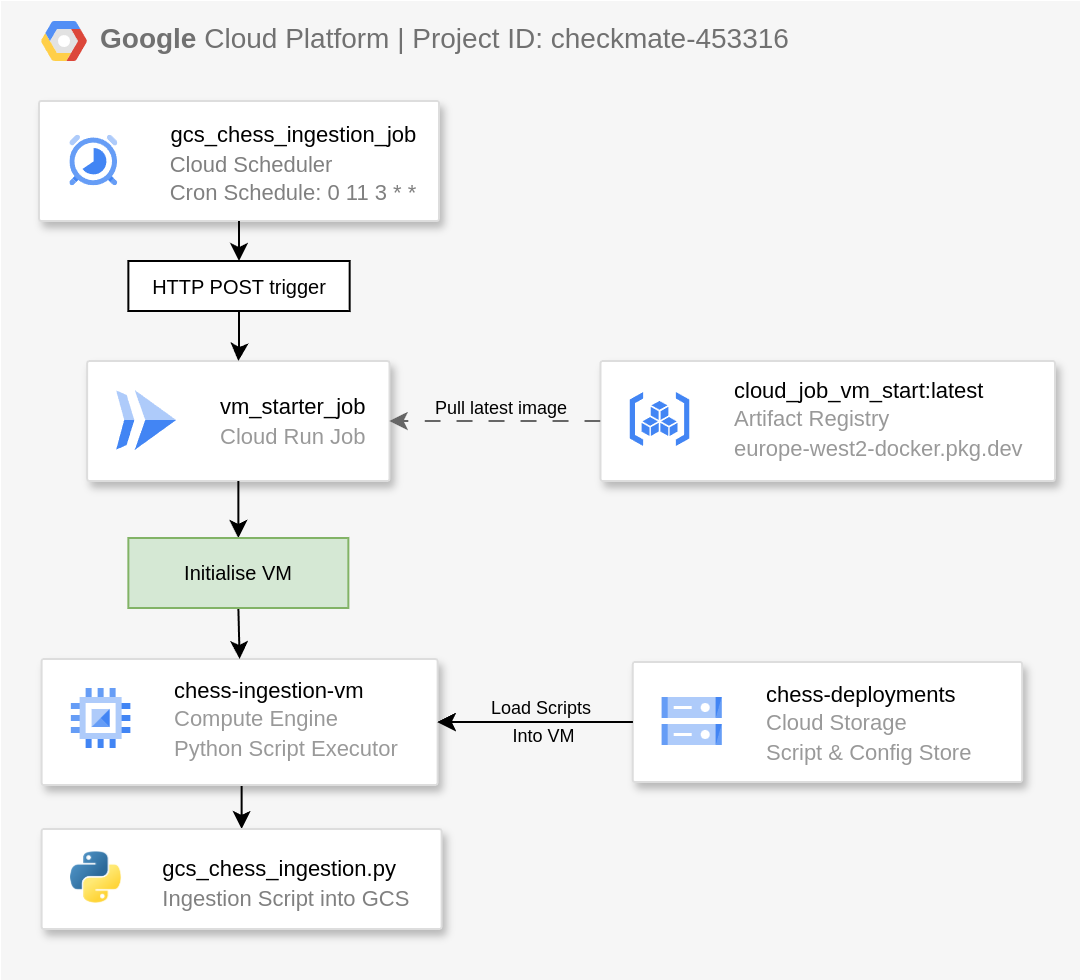 Google Cloud Platform | Project ID: checkmate-453316
gcs_chess_ingestion_job
Cloud Scheduler
Cron Schedule: 0 11 3 * *
HTTP POST trigger
vm_starter_job
Cloud Run Job
Pull latest image
cloud_job_vm_start:latest
Artifact Registry
europe-west2-docker.pkg.dev
Initialise VM
chess-ingestion-vm
Compute Engine
Python Script Executor
Load Scripts
Into VM
chess-deployments
Cloud Storage
Script & Config Store
gcs_chess_ingestion.py
Ingestion Script into GCS